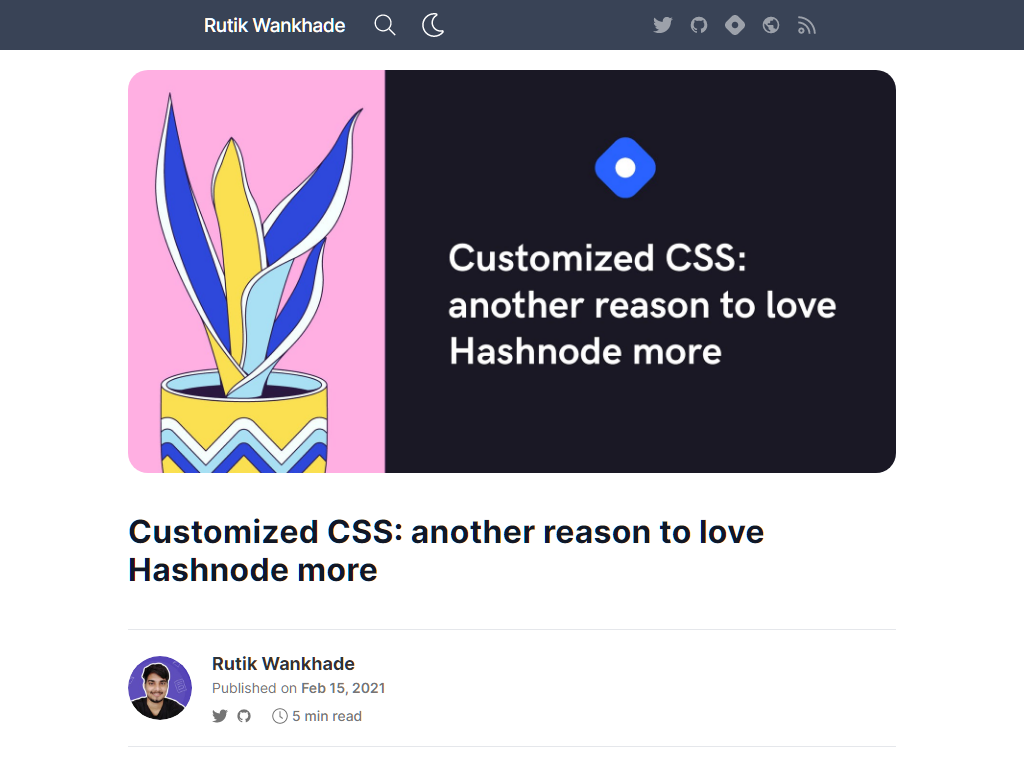 Rutik Wankhade
Customized CSS:
another reason to love
Hashnode more
Customized CSS: another reason to love
Hashnode more
Rutik Wankhade
Published on Feb 15, 2021
5 min read